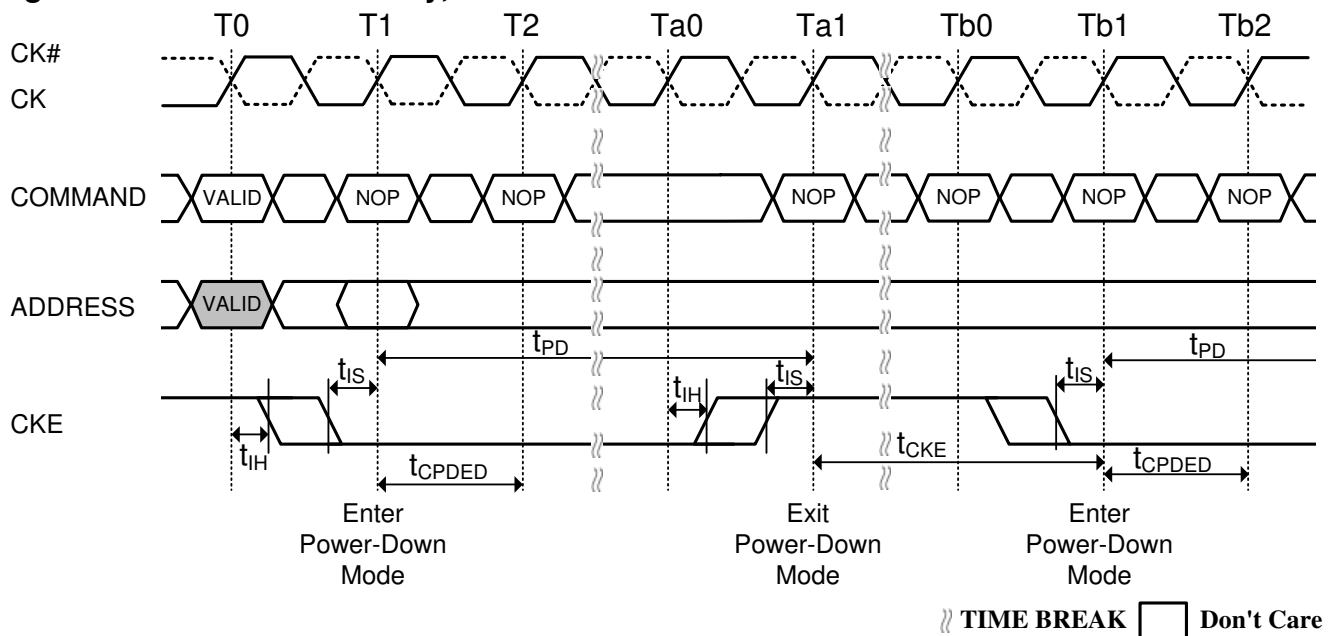 T0 T1 T2 Ta0 Ta1 Tb0 Tb1 Tb2
CK#
CK
COMMAND VALID NOP NOP NOP NOP NOP NOP
ADDRESS VALID
tPD tPD
tIS tIH tIS tIS
CKE
tIH tCPDED tCKE tCPDED
Enter
Power-Down
Mode
Exit
Power-Down
Mode
Enter
Power-Down
Mode
TIME BREAK Don't Care